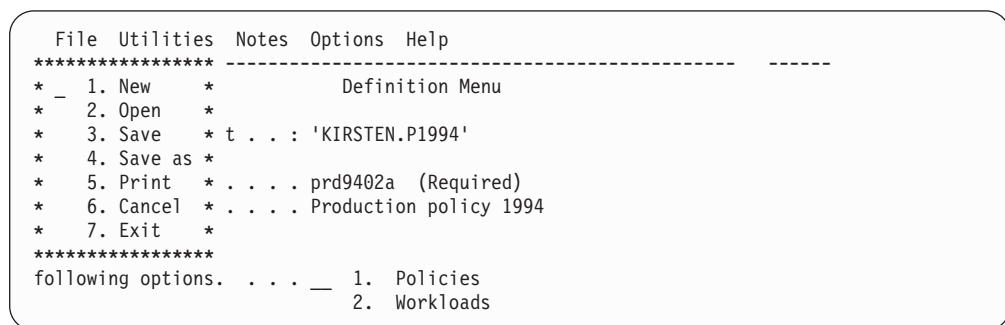 File Utilities Notes Options Help
***************** ----------------------------------------------- ------
* _ 1. New * Definition Menu
* 2. Open *
* 3. Save * t . . : 'KIRSTEN.P1994'
* 4. Save as *
* 5. Print * . . . . prd9402a (Required)
* 6. Cancel * . . . . Production policy 1994
* 7. Exit *
*****************
following options. . . . __ 1. Policies
2. Workloads